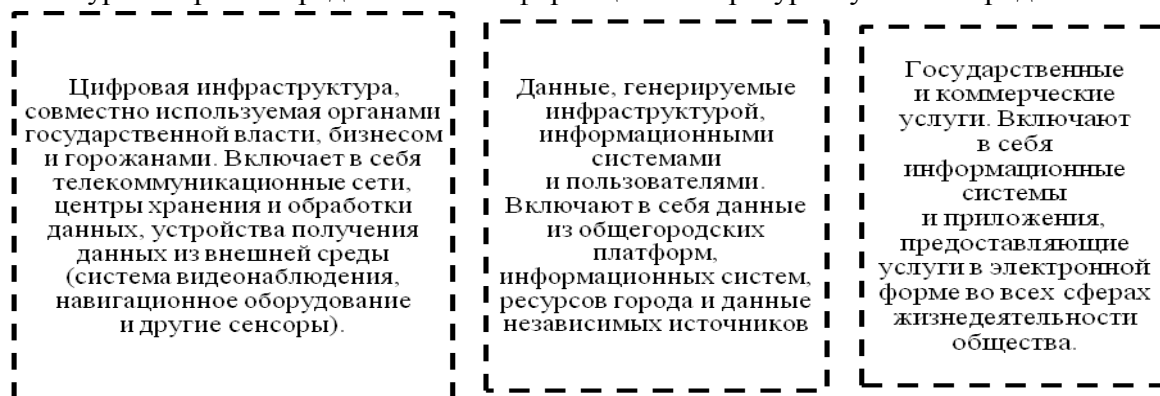 Цифровая инфраструктура,
совместно используемая органами
государственной власти, бизнесом
и горожанами. Включает в себя
телекоммуникационные сети,
центры хранения и обработки
данных, устройства получения
данных из внешней среды
(система видеонаблюдения,
навигационное оборудование
и другие сенсоры).
Данные, генерируемые
инфраструктурой,
информационными
системами
и пользователями.
Включают в себя данные
из общегородских
платформ,
информационных систем,
ресурсов города и данные
независимых источников
Государственные
и коммерческие
услуги. Включают
в себя
информационные
системы
и приложения,
предоставляющие
услуги в электронной
форме во всех сферах
жизнедеятельности
общества.